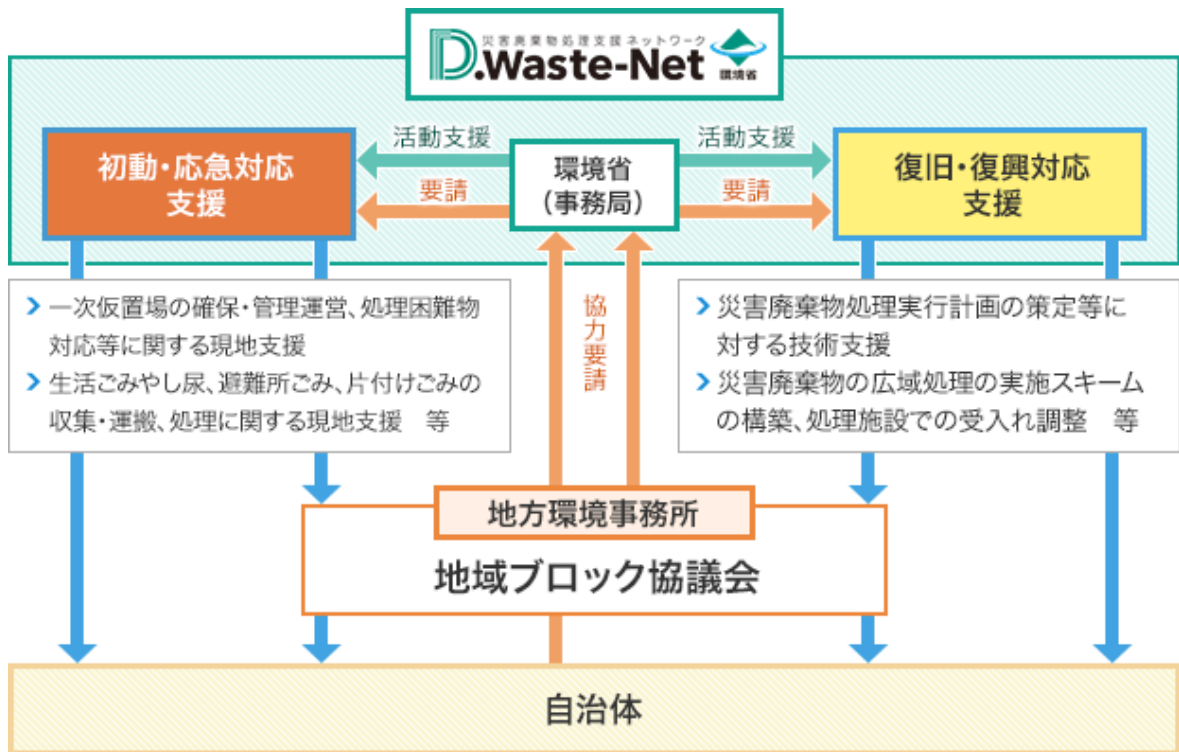 災害廃棄物処理支援ネットワーク
D.Waste-Net
環境省
初動・応急対応
支援
活動支援
要請
環境省
(事務局)
活動支援
要請
復旧・復興対応
支援
一次仮置場の確保・管理運営、処理困難物
対応等に関する現地支援
生活ごみやし尿、避難所ごみ、片付けごみの
収集・運搬、処理に関する現地支援 等
協力要請
災害廃棄物処理実行計画の策定等に
対する技術支援
災害廃棄物の広域処理の実施スキーム
の構築、処理施設での受入れ調整 等
地方環境事務所
地域ブロック協議会
自治体